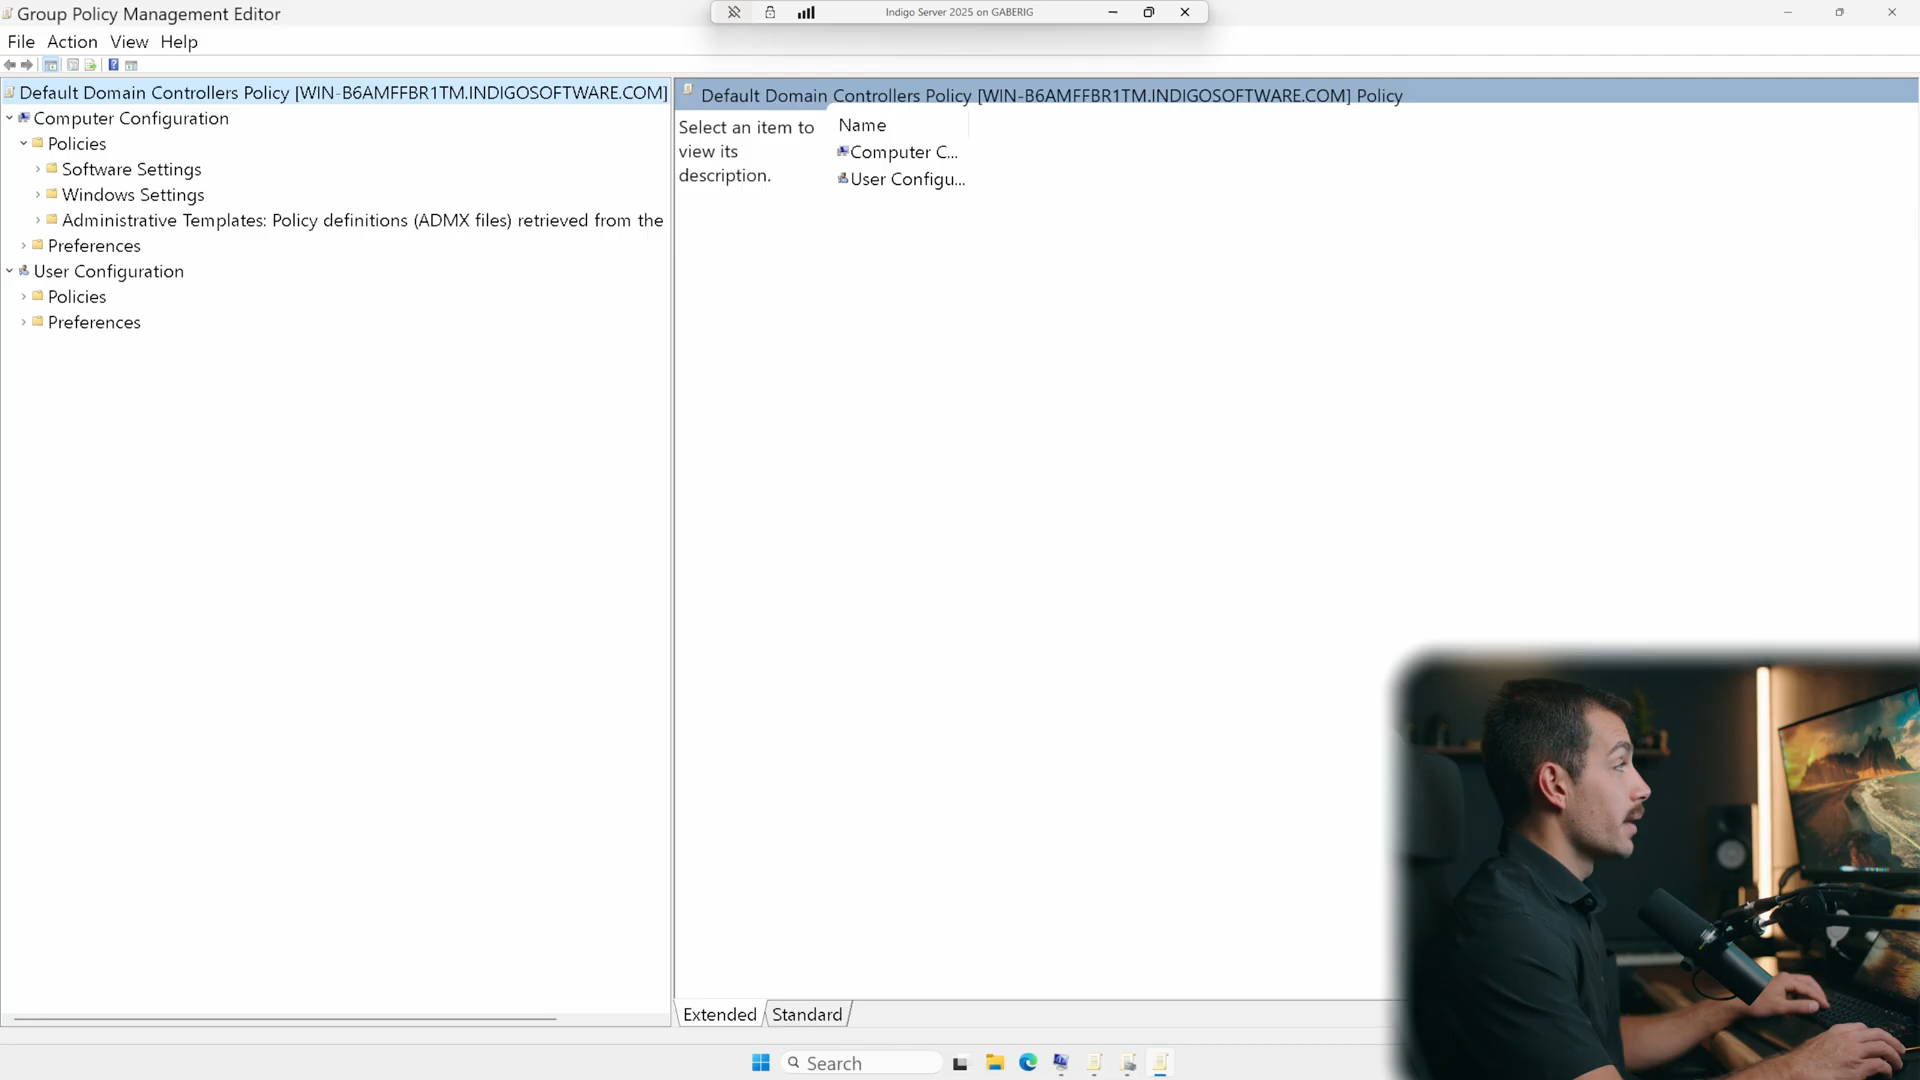 Group Policy Management Editor
Indigo Server 2025 on GABERIG
File Action View Help
Default Domain Controllers Policy [WIN-B6AMFFBR1TM.INDIGOSOFTWARE.COM]
Computer Configuration
Policies
Software Settings
Windows Settings
Administrative Templates: Policy definitions (ADMX files) retrieved from the
Preferences
User Configuration
Policies
Preferences
Default Domain Controllers Policy [WIN-B6AMFFBR1TM.INDIGOSOFTWARE.COM] Policy
Select an item to
view its
description.
Name
Computer C...
User Configu...
Extended
Standard
Search